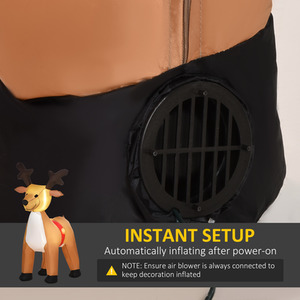 INSTANT SETUP
Automatically inflating after power-on
NOTE: Ensure air blower is always connected to
keep decoration inflated